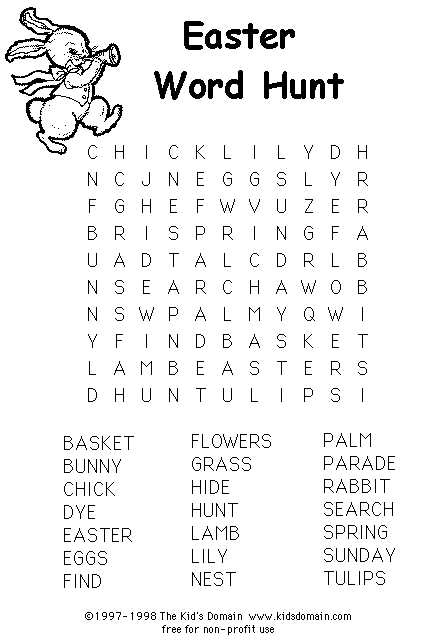 Easter
Word Hunt
C H I C K L I L Y D H
N C J N E G G S L Y R
F G H E F W V U Z E R
B R I S P R I N G F A
U A D T A L C D R L B
N S E A R C H A W O B
N S W P A L M Y Q W I
Y F I N D B A S K E T
L A M B E A S T E R S
D H U N T U L I P S I
BASKET FLOWERS PALM
BUNNY GRASS PARADE
CHICK HIDE RABBIT
DYE HUNT SEARCH
EASTER LAMB SPRING
EGGS LILY SUNDAY
FIND NEST TULIPS
©1997-1998 The Kid's Domain www.kidsdomain.com
free for non-profit use